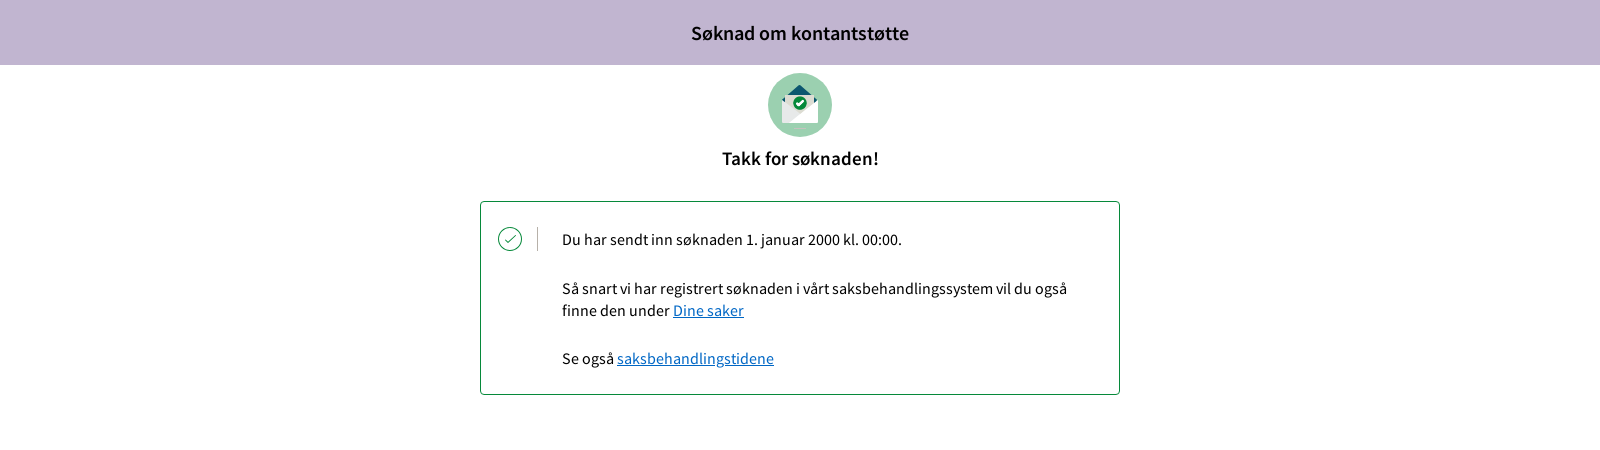 Søknad om kontantstøtte
Takk for søknaden!
Du har sendt inn søknaden 1. januar 2000 kl. 00:00.
Så snart vi har registrert søknaden i vårt saksbehandlingssystem vil du også
finne den under Dine saker
Se også saksbehandlingstidene